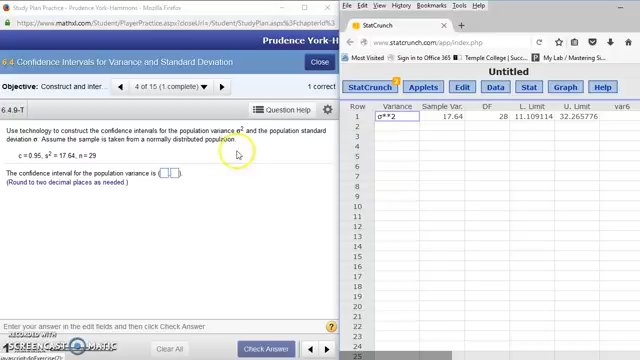 Study Plan Practice - Prudence York-Hammons - Mozilla Firefox
https://www.mathxl.com/Student/PlayerPractice.aspx?closeUrl=/Student/StudyPlan.aspx%3FchapterId
Prudence York-H
6.4 Confidence Intervals for Variance and Standard Deviation
Close
Objective: Construct and inter
4 of 15 (1 complete)
1 correct
6.4.9-T
Question Help
Use technology to construct the confidence intervals for the population variance σ² and the population standard
deviation σ. Assume the sample is taken from a normally distributed population.
c = 0.95, s² = 17.64, n = 29
The confidence interval for the population variance is ( , ).
(Round to two decimal places as needed.)
Enter your answer in the edit fields and then click Check Answer.
RECORDED WITH
SCREENCAST MATIC
Clear All
Check Answer
File Edit View History Bookmarks Tools Help
StatCrunch
www.statcrunch.com/app/index.php
Most Visited
Sign in to Office 365
Temple College :...
My Lab / Mastering ...
Untitled
StatCrunch Applets Edit Data Stat Graph Help
Row Variance Sample Var. DF L. Limit U. Limit var6
1 σ**2 17.64 28 11.109114 32.265776
2
3
4
5
6
7
8
9
10
11
12
13
14
15
16
17
18
19
20
21
22
23
24
25